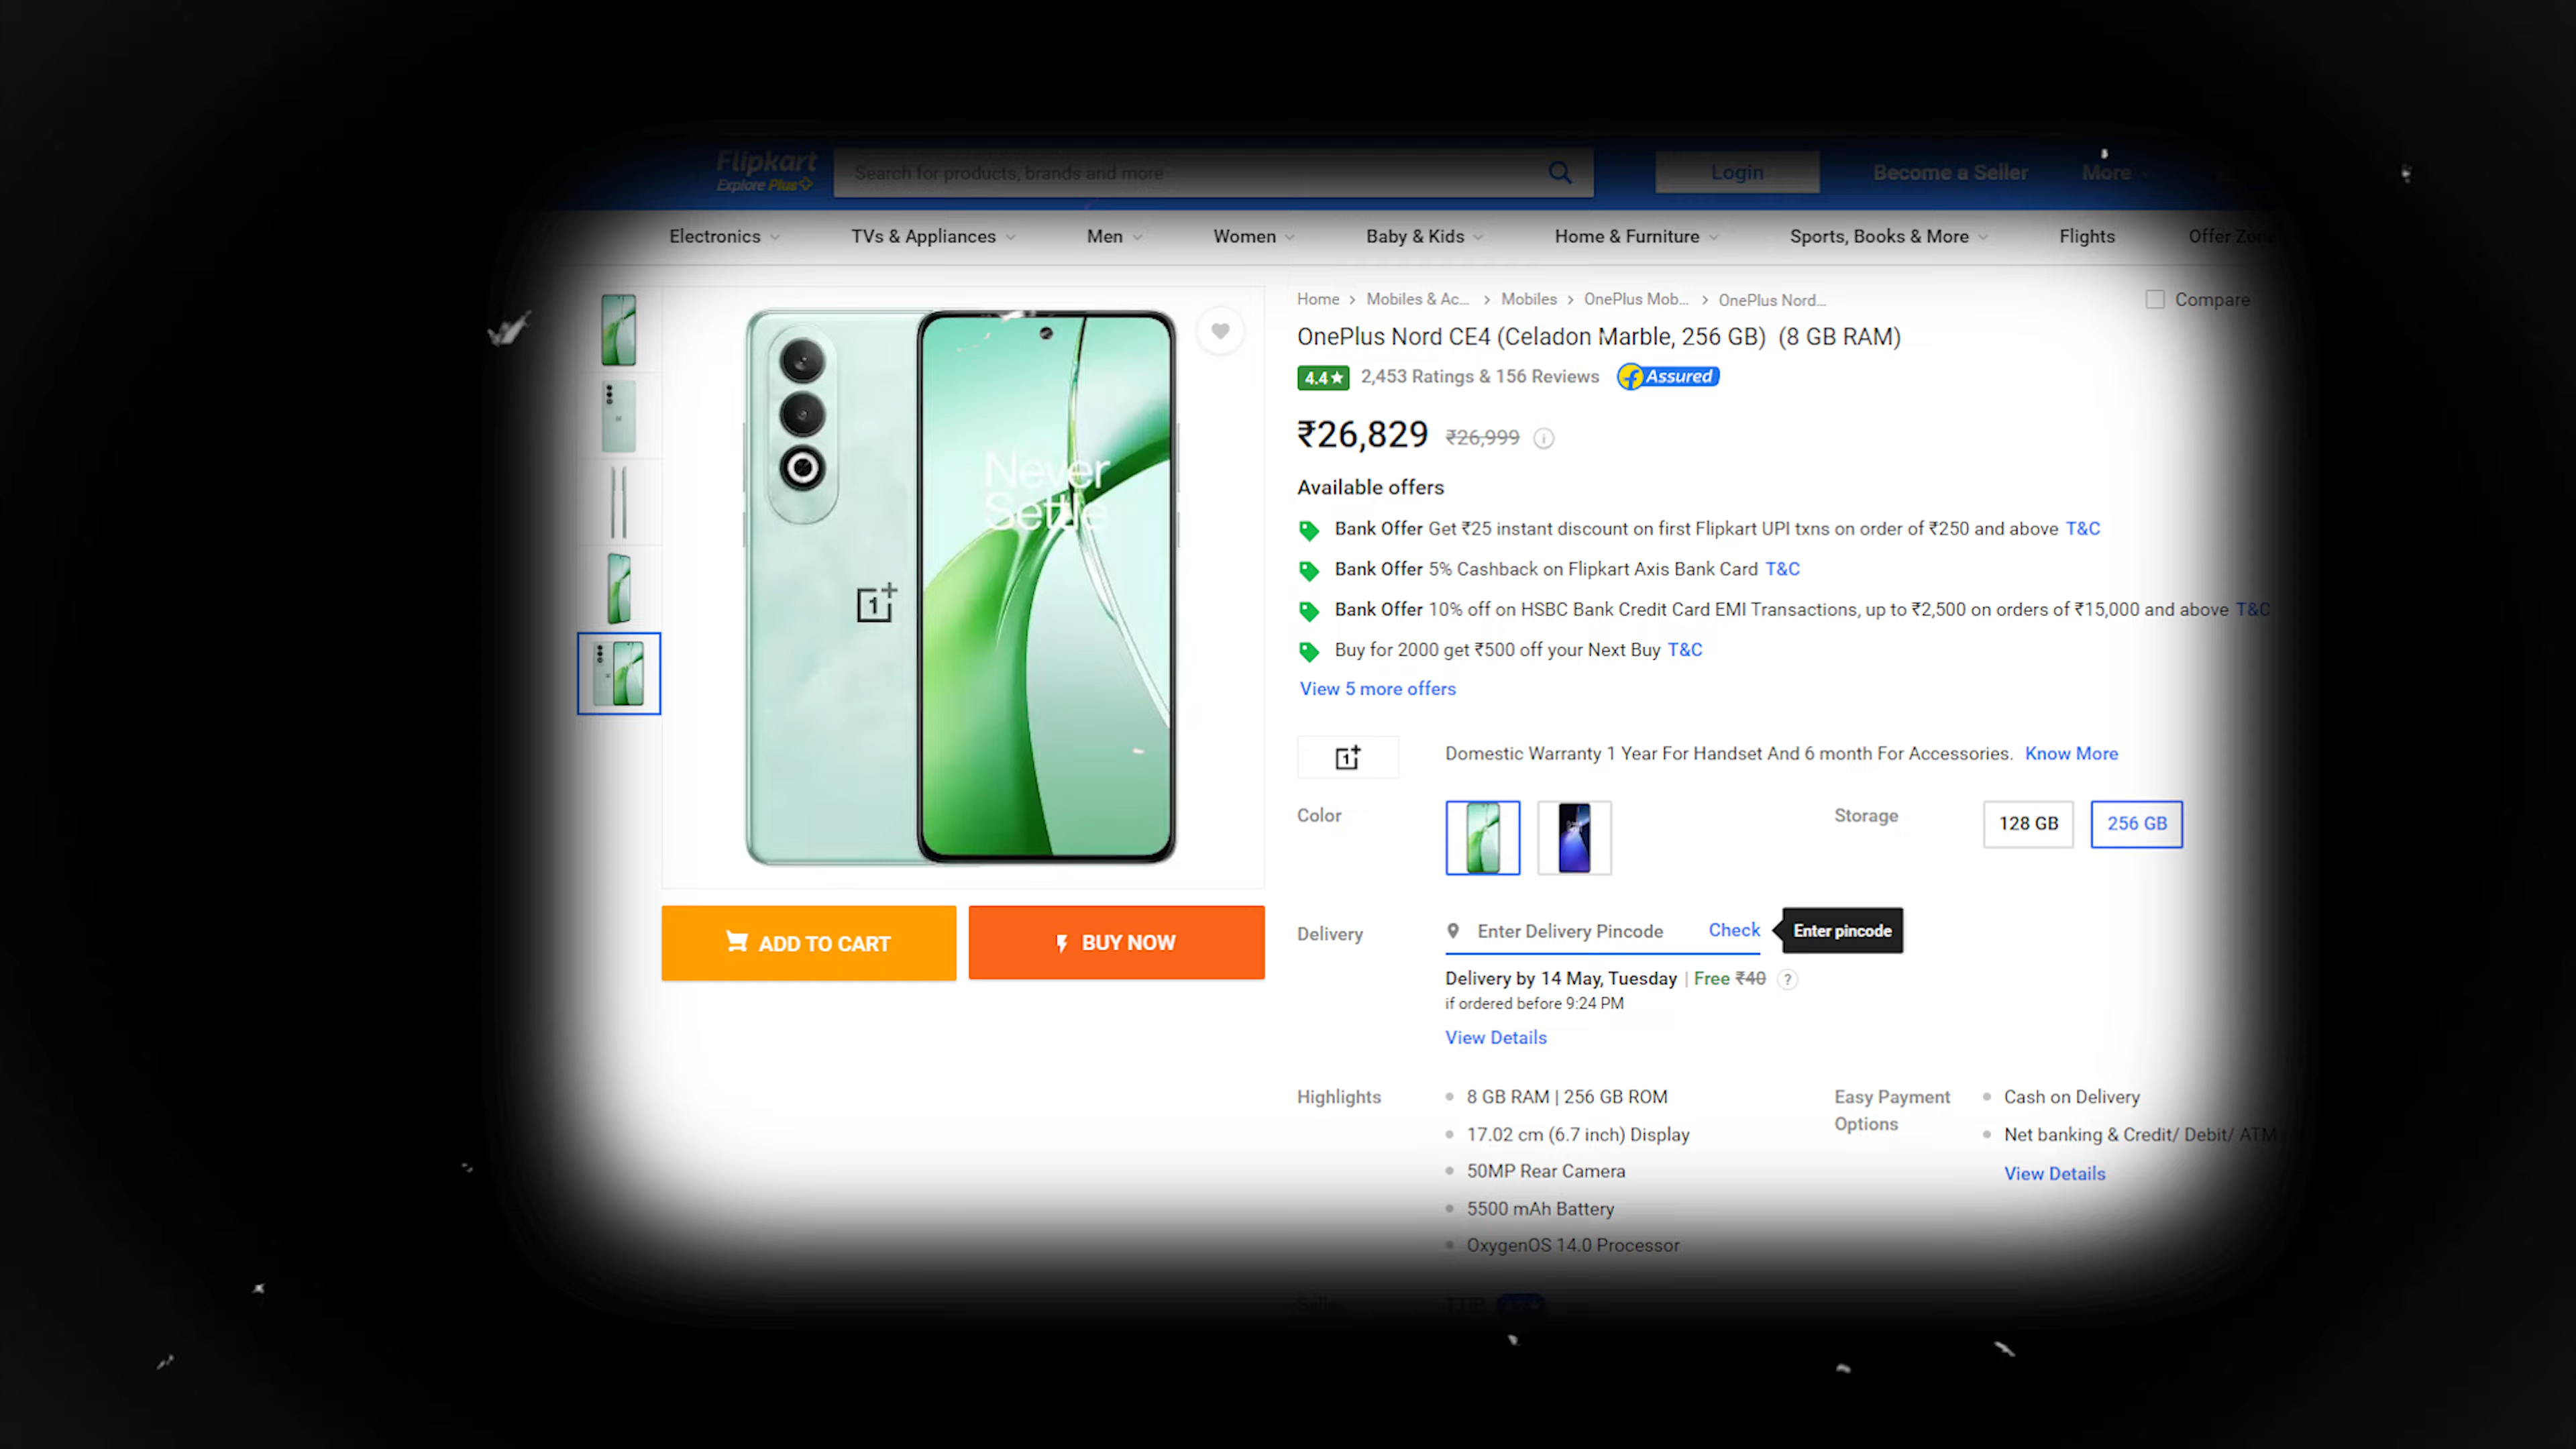 Flipkart
Explore Plus
Search for products, brands and more
Login
Become a Seller
More
Electronics
TVs & Appliances
Men
Women
Baby & Kids
Home & Furniture
Sports, Books & More
Flights
Offer Zone
Home
Mobiles & Ac...
Mobiles
OnePlus Mob...
OnePlus Nord...
Compare
OnePlus Nord CE4 (Celadon Marble, 256 GB) (8 GB RAM)
4.4★ 2,453 Ratings & 156 Reviews Assured
₹26,829 ₹26,999
Never
Settle
Available offers
Bank Offer Get ₹25 instant discount on first Flipkart UPI txns on order of ₹250 and above T&C
Bank Offer 5% Cashback on Flipkart Axis Bank Card T&C
Bank Offer 10% off on HSBC Bank Credit Card EMI Transactions, up to ₹2,500 on orders of ₹15,000 and above T&C
Buy for 2000 get ₹500 off your Next Buy T&C
View 5 more offers
Domestic Warranty 1 Year For Handset And 6 month For Accessories. Know More
Color
Storage
128 GB
256 GB
ADD TO CART
BUY NOW
Delivery
Enter Delivery Pincode
Check
Enter pincode
Delivery by 14 May, Tuesday | Free ₹40 ?
if ordered before 9:24 PM
View Details
Highlights
8 GB RAM | 256 GB ROM
17.02 cm (6.7 inch) Display
50MP Rear Camera
5500 mAh Battery
OxygenOS 14.0 Processor
Easy Payment
Options
Cash on Delivery
Net banking & Credit/ Debit/ ATM
View Details